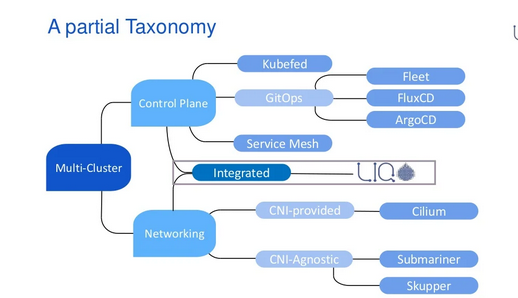 A partial Taxonomy
Kubefed
Fleet
Control Plane
GitOps
FluxCD
ArgoCD
Service Mesh
Multi-Cluster
Integrated
LIQO
CNI-provided
Cilium
Networking
CNI-Agnostic
Submariner
Skupper